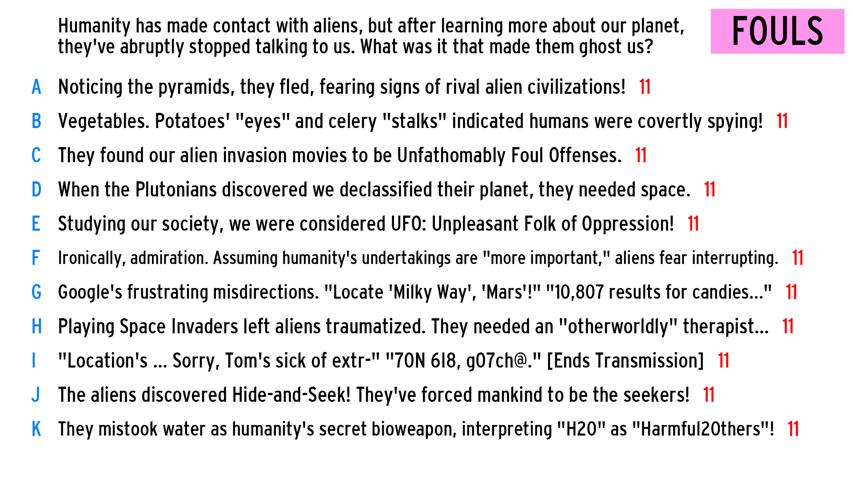 Humanity has made contact with aliens, but after learning more about our planet,
they've abruptly stopped talking to us. What was it that made them ghost us?
FOULS
A Noticing the pyramids, they fled, fearing signs of rival alien civilizations! 11
B Vegetables. Potatoes' "eyes" and celery "stalks" indicated humans were covertly spying! 11
C They found our alien invasion movies to be Unfathomably Foul Offenses. 11
D When the Plutonians discovered we declassified their planet, they needed space. 11
E Studying our society, we were considered UFO: Unpleasant Folk of Oppression! 11
F Ironically, admiration. Assuming humanity's undertakings are "more important," aliens fear interrupting. 11
G Google's frustrating misdirections. "Locate 'Milky Way', 'Mars'!" "10,807 results for candies..." 11
H Playing Space Invaders left aliens traumatized. They needed an "otherworldly" therapist... 11
I "Location's ... Sorry, Tom's sick of extr-" "70N 6I8, g07ch@." [Ends Transmission] 11
J The aliens discovered Hide-and-Seek! They've forced mankind to be the seekers! 11
K They mistook water as humanity's secret bioweapon, interpreting "H20" as "Harmful20thers"! 11